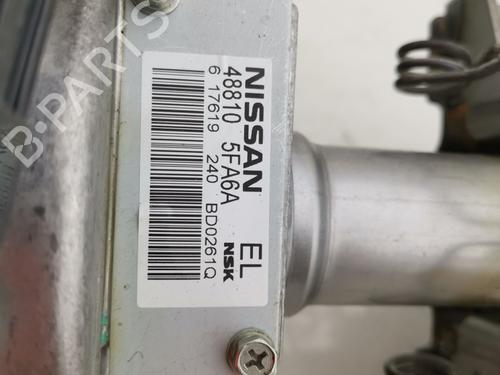 NISSAN EL
48810 5FA6A NSK
6 17619 240 BD0261Q
B-PARTS